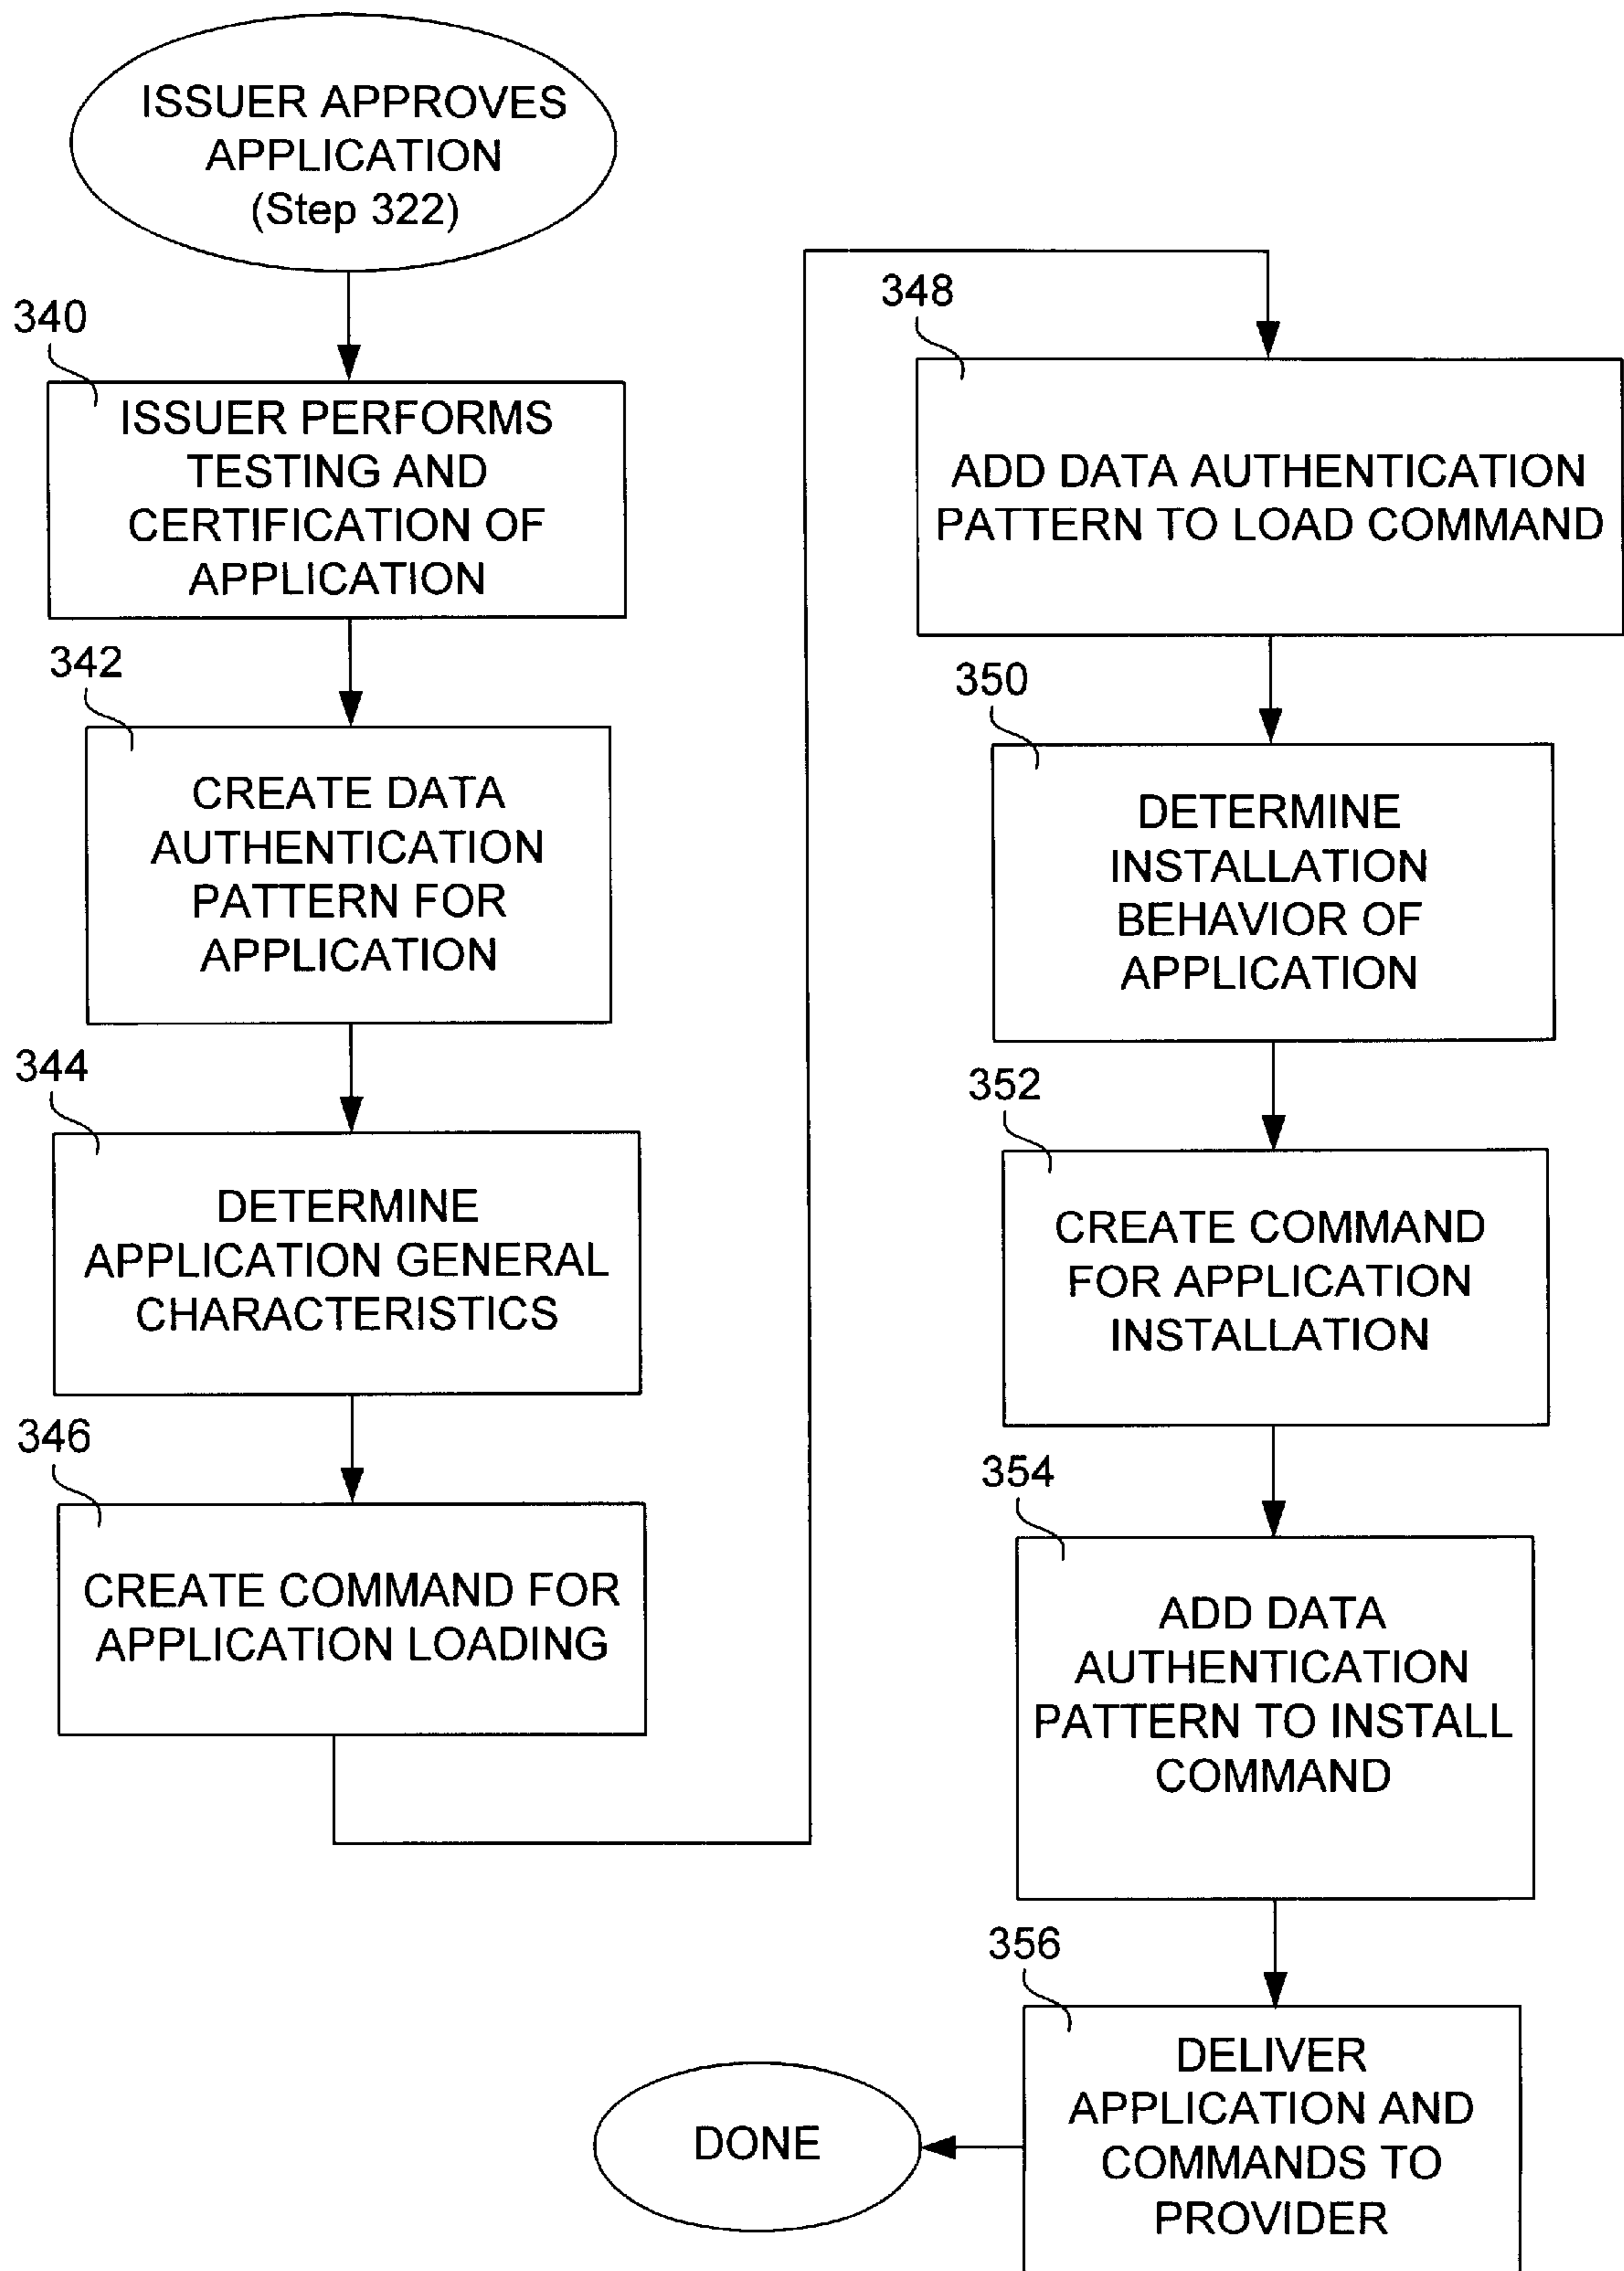 ISSUER APPROVES
APPLICATION
(Step 322)
340
ISSUER PERFORMS
TESTING AND
CERTIFICATION OF
APPLICATION
342
CREATE DATA
AUTHENTICATION
PATTERN FOR
APPLICATION
344
DETERMINE
APPLICATION GENERAL
CHARACTERISTICS
346
CREATE COMMAND FOR
APPLICATION LOADING
348
ADD DATA AUTHENTICATION
PATTERN TO LOAD COMMAND
350
DETERMINE
INSTALLATION
BEHAVIOR OF
APPLICATION
352
CREATE COMMAND
FOR APPLICATION
INSTALLATION
354
ADD DATA
AUTHENTICATION
PATTERN TO INSTALL
COMMAND
356
DELIVER
APPLICATION AND
COMMANDS TO
PROVIDER
DONE